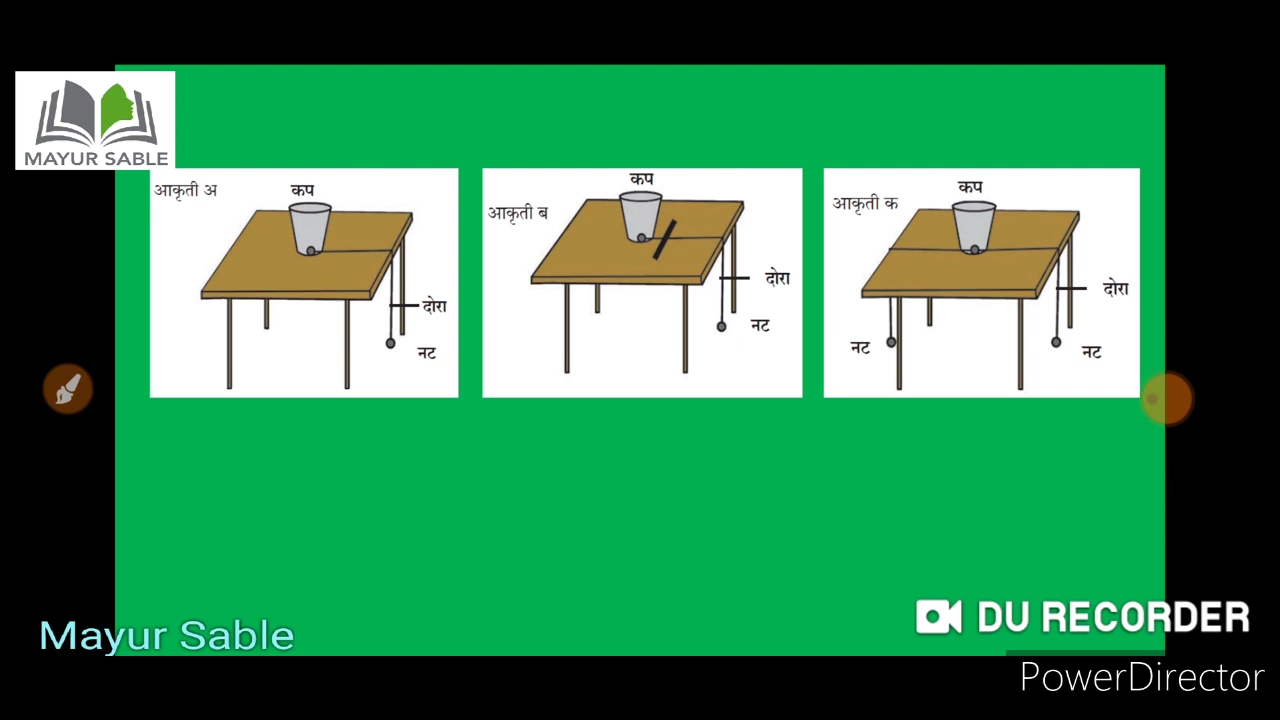 MAYUR SABLE
आकृती अ
कप
दोरा
नट
आकृती ब
कप
दोरा
नट
आकृती क
कप
दोरा
नट
नट
Mayur Sable
DU RECORDER
PowerDirector